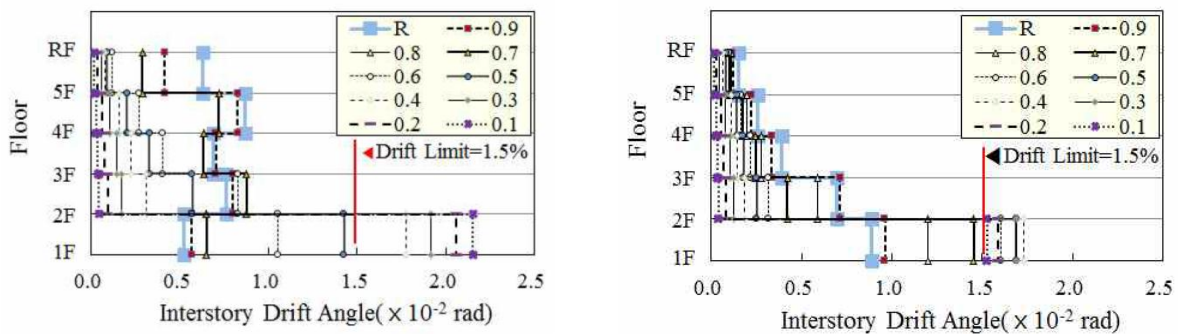 R 0.9
0.8 0.7
0.6 0.5
0.4 0.3
0.2 0.1
RF
5F
4F
3F
2F
1F
Floor
Drift Limit=1.5%
0.0 0.5 1.0 1.5 2.0 2.5
Interstory Drift Angle( × 10-2 rad)
R 0.9
0.8 0.7
0.6 0.5
0.4 0.3
0.2 0.1
RF
5F
4F
3F
2F
1F
Floor
Drift Limit=1.5%
0.0 0.5 1.0 1.5 2.0 2.5
Interstory Drift Angle( × 10-2 rad)